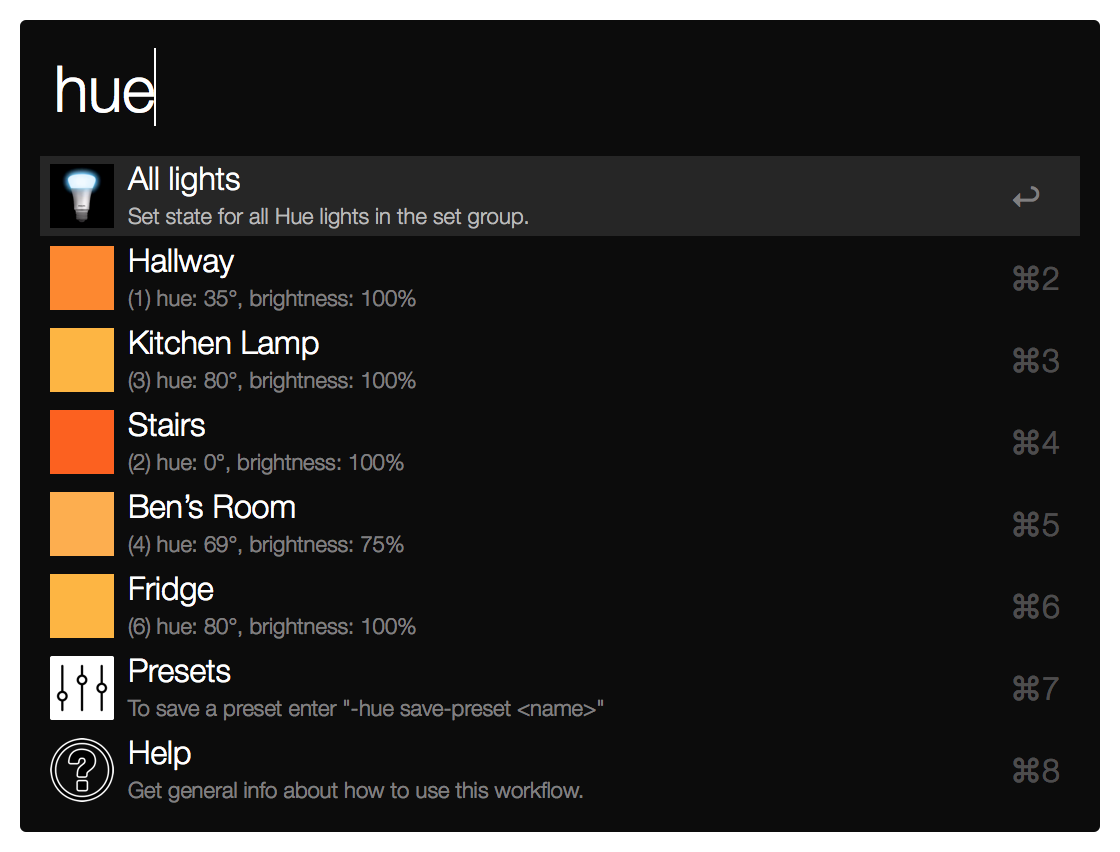 hue
All lights
Set state for all Hue lights in the set group.
↩
Hallway
(1) hue: 35°, brightness: 100%
⌘2
Kitchen Lamp
(3) hue: 80°, brightness: 100%
⌘3
Stairs
(2) hue: 0°, brightness: 100%
⌘4
Ben’s Room
(4) hue: 69°, brightness: 75%
⌘5
Fridge
(6) hue: 80°, brightness: 100%
⌘6
Presets
To save a preset enter "-hue save-preset <name>"
⌘7
Help
Get general info about how to use this workflow.
⌘8